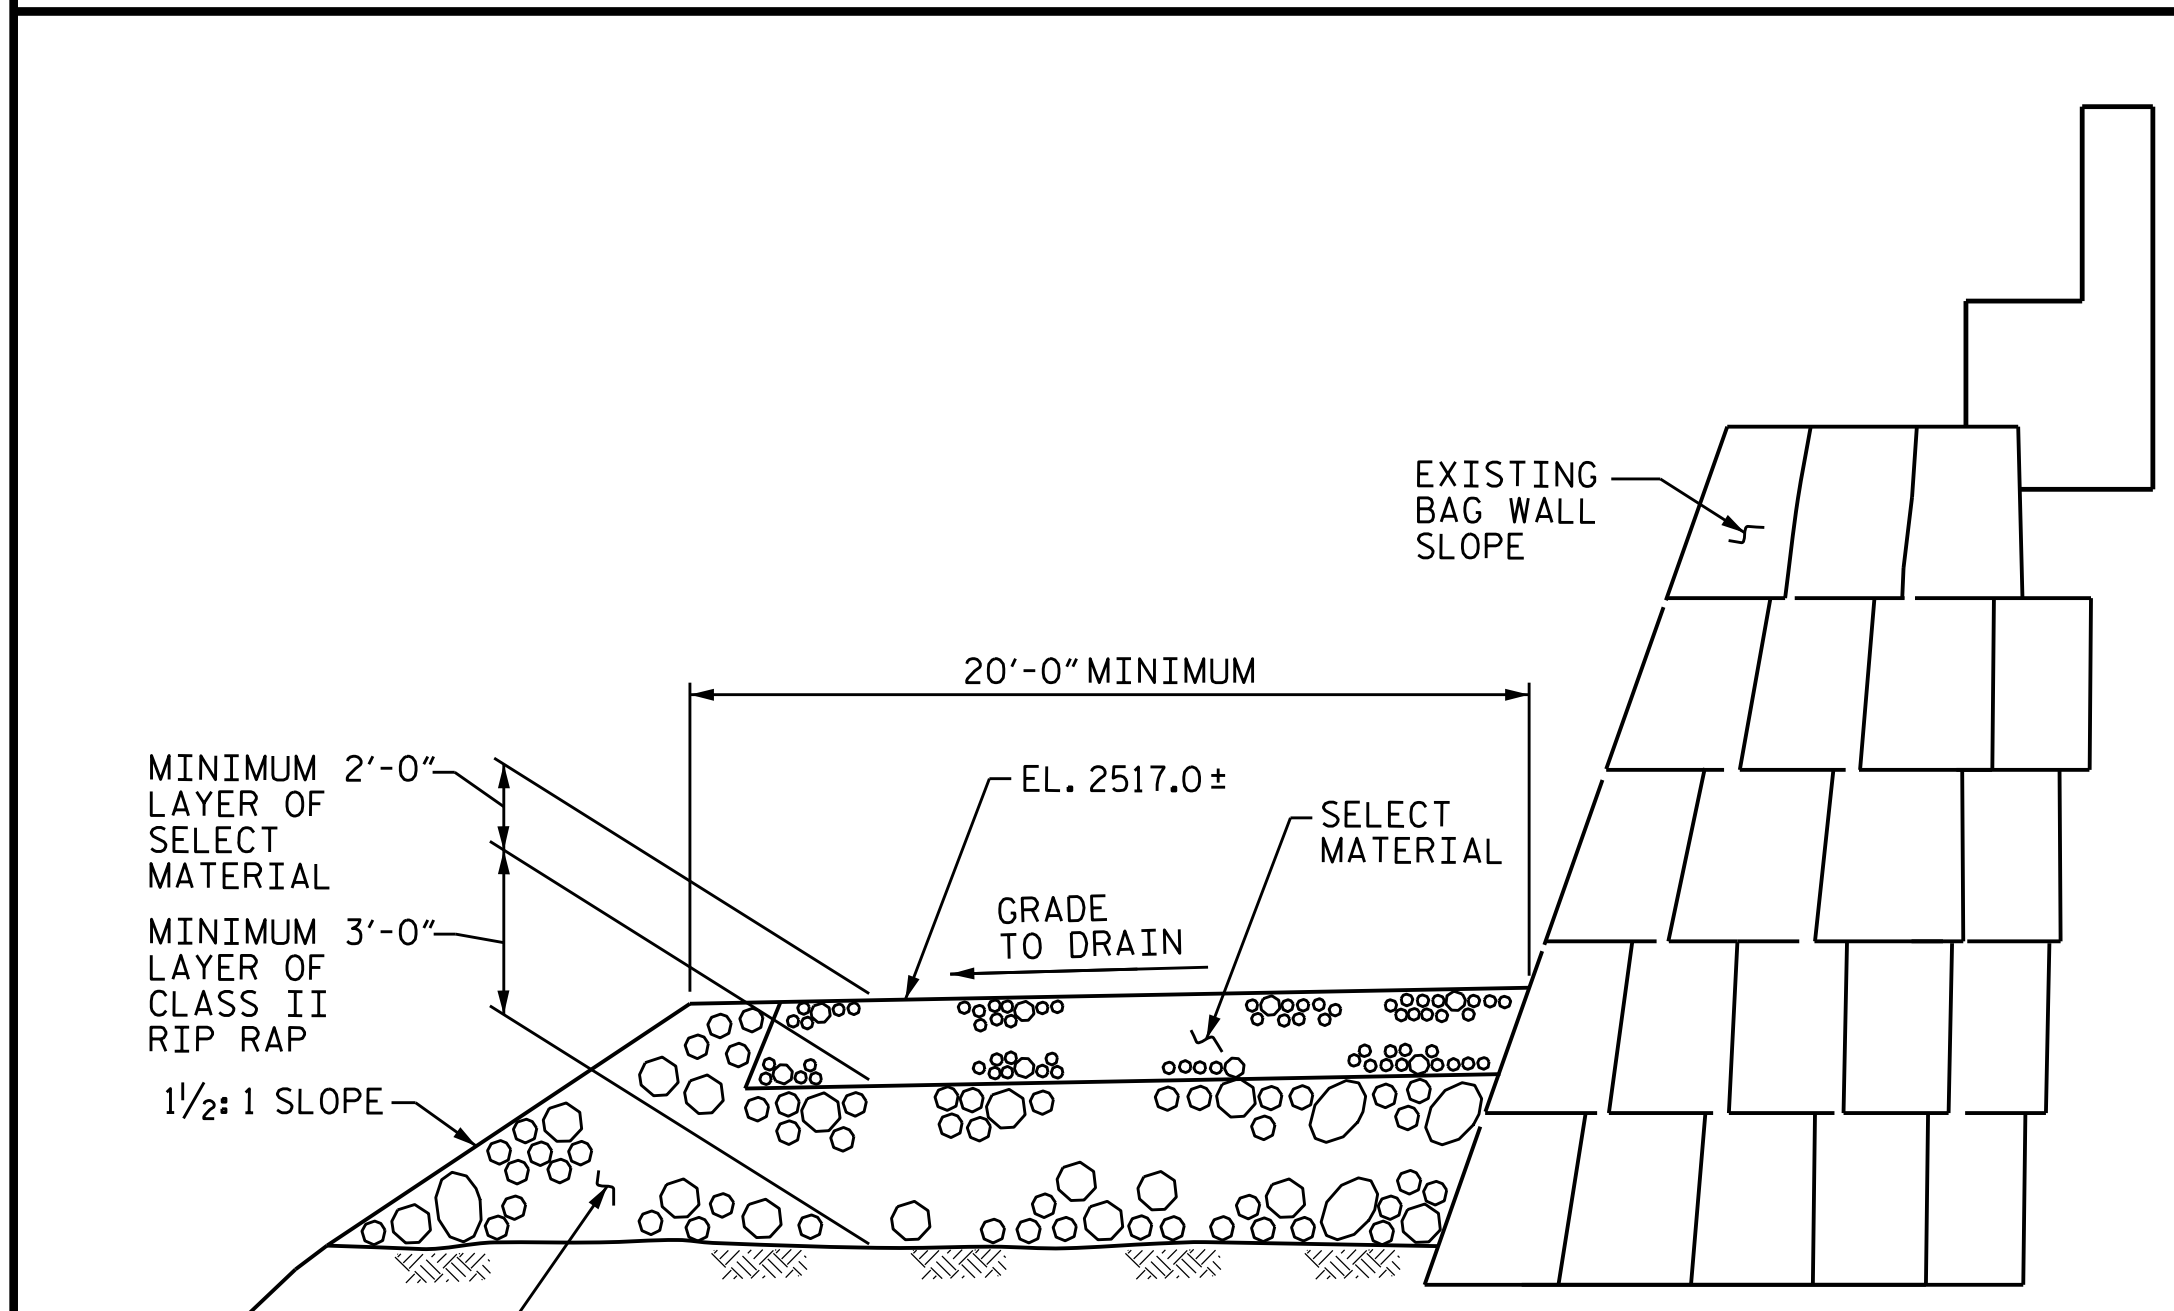 EXISTING
BAG WALL
SLOPE
20'-0" MINIMUM
MINIMUM 2'-0"
LAYER OF
SELECT
MATERIAL
EL. 2517.0 ±
SELECT
MATERIAL
GRADE
TO DRAIN
MINIMUM 3'-0"
LAYER OF
CLASS II
RIP RAP
1½:1 SLOPE